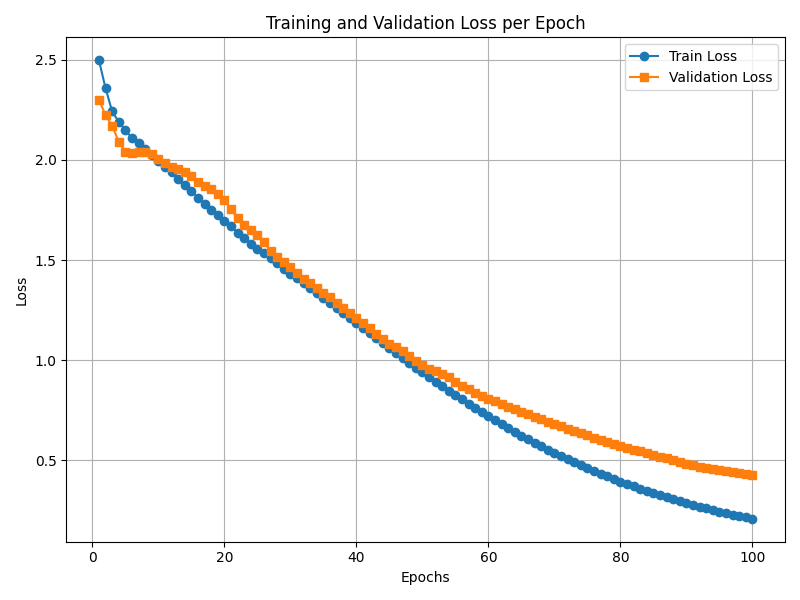 Training and Validation Loss per Epoch
Train Loss
Validation Loss
2.5
2.0
1.5
1.0
0.5
Loss
0 20 40 60 80 100
Epochs